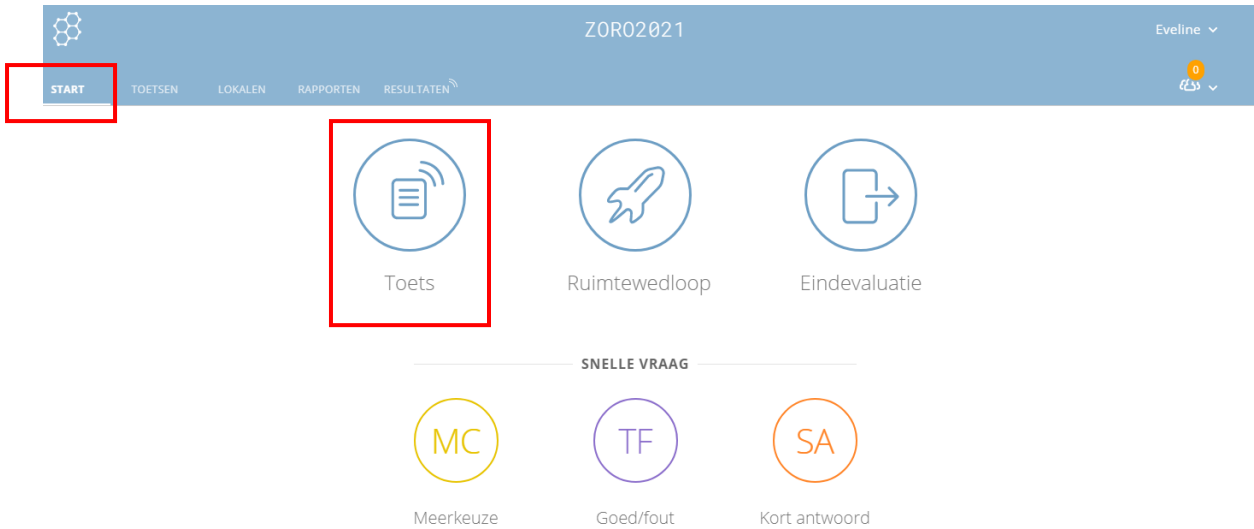 ZORO2021
Eveline
START TOETSEN LOKALEN RAPPORTEN RESULTATEN
0
Toets Ruimtewedloop Eindevaluatie
SNELLE VRAAG
MC TF SA
Meerkeuze Goed/fout Kort antwoord